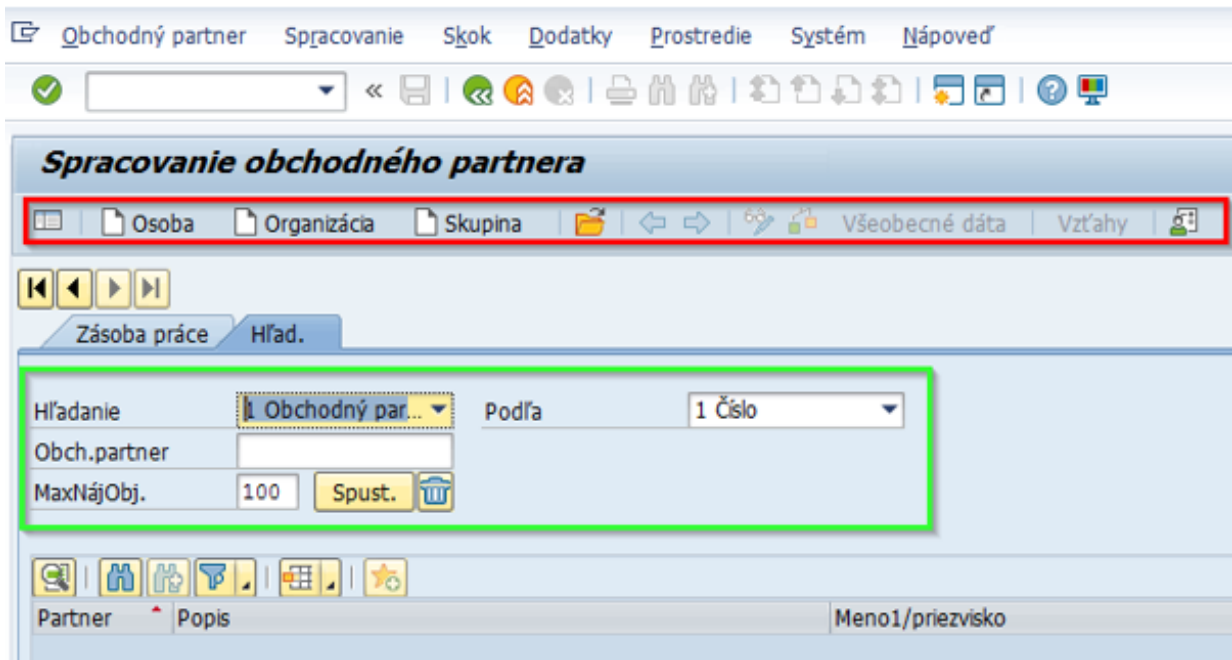 Obchodný partner Spracovanie Skok Dodatky Prostredie Systém Nápoveď
Spracovanie obchodného partnera
Osoba Organizácia Skupina Všeobecné dáta Vzťahy
Zásoba práce Hľad.
Hľadanie 1 Obchodný par... Podľa 1 Číslo
Obch.partner
MaxNájObj. 100 Spust.
Partner Popis Meno1/priezvisko